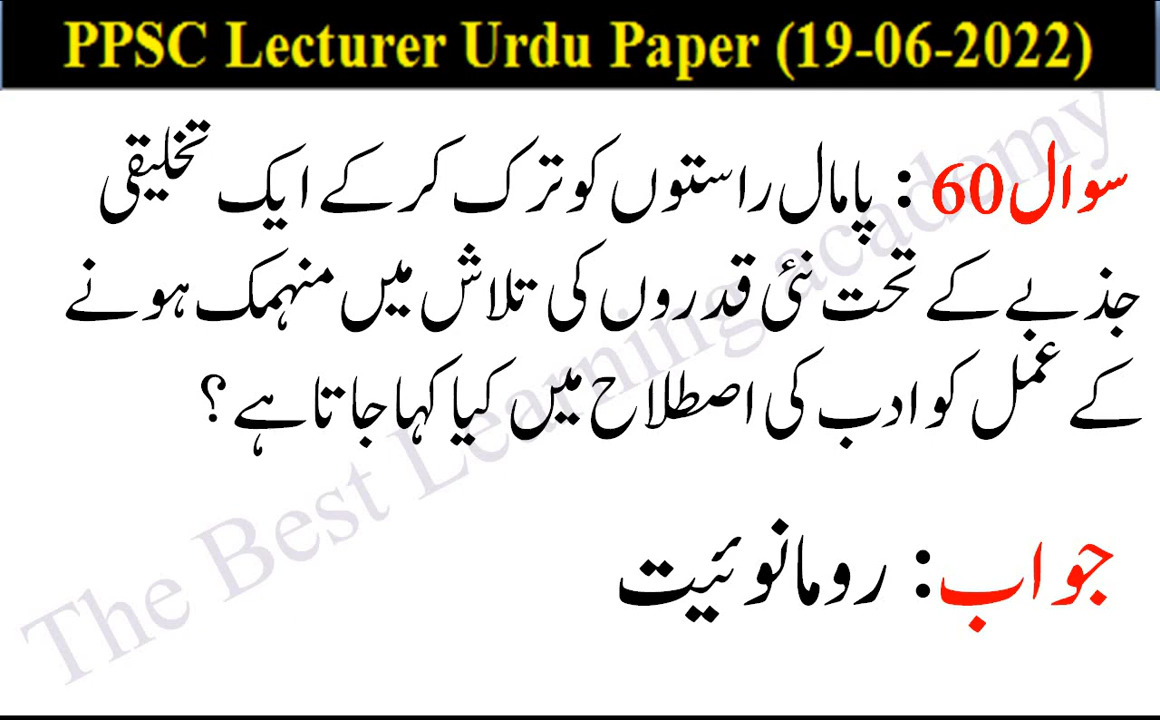 PPSC Lecturer Urdu Paper (19-06-2022)
سوال 60 : پامال راستوں کو ترک کر کے ایک تخلیقی
جذبے کے تحت نئی قدروں کی تلاش میں منہمک ہونے
کے عمل کو ادب کی اصطلاح میں کیا کہا جاتا ہے ؟
جواب : رومانوئیت
The Best Learning academy